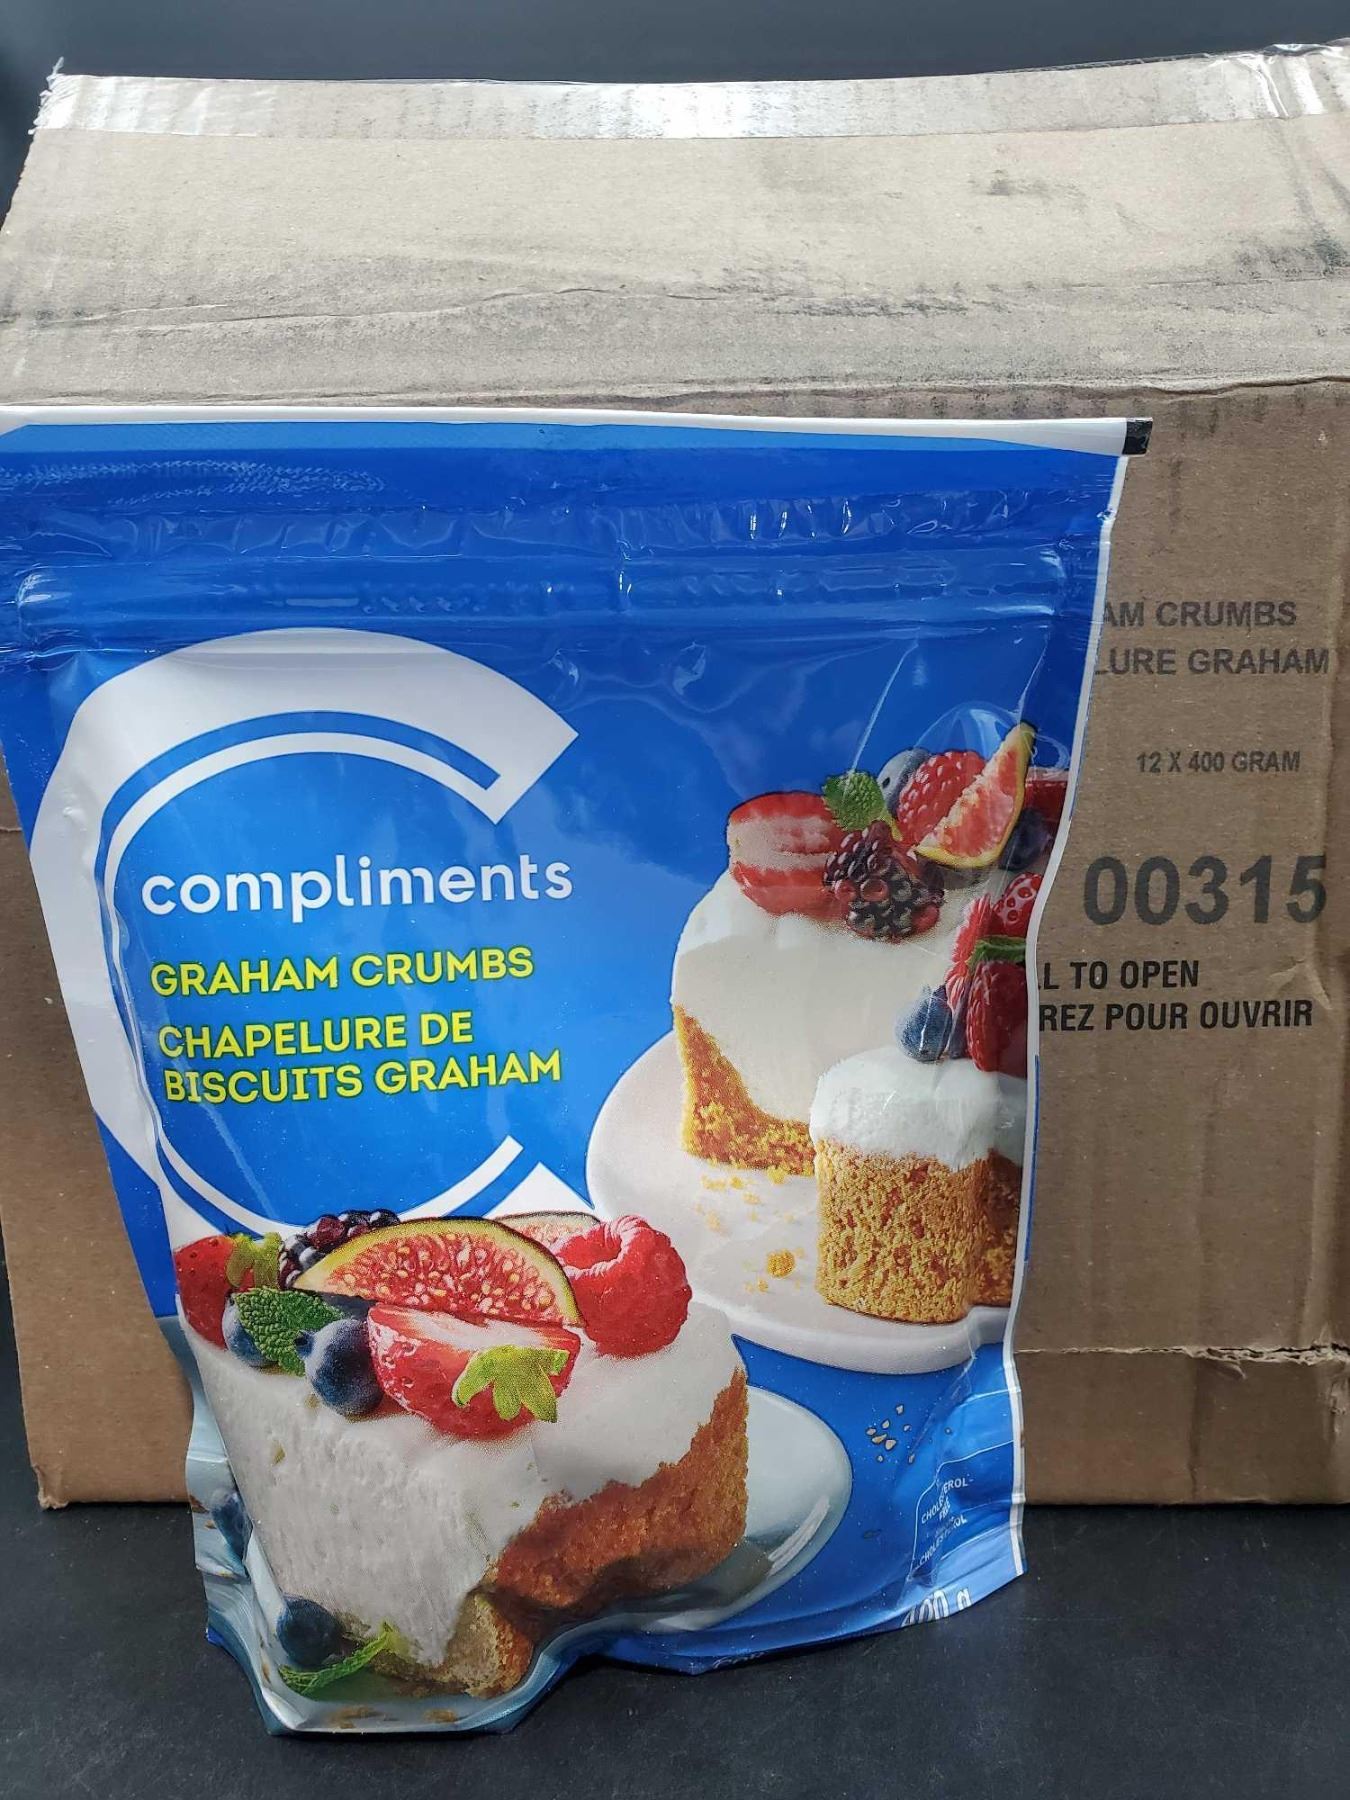 compliments
GRAHAM CRUMBS
CHAPELURE DE
BISCUITS GRAHAM
AM CRUMBS
LURE GRAHAM
12 X 400 GRAM
00315
L TO OPEN
REZ POUR OUVRIR
400 g